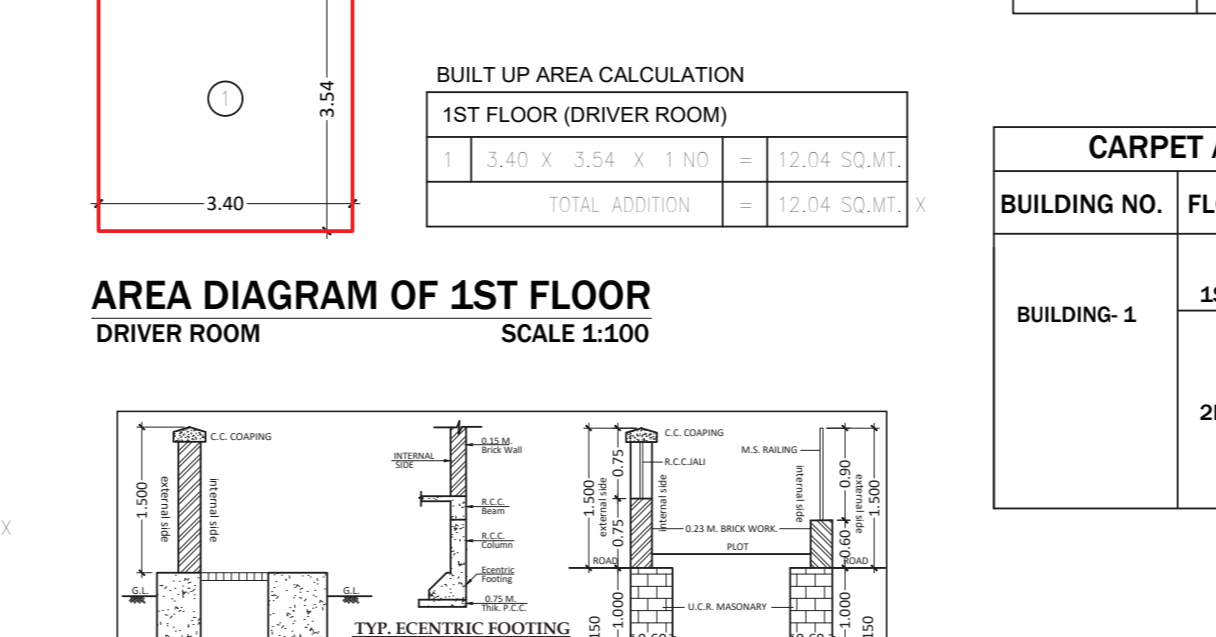 1
3.54
3.40
BUILT UP AREA CALCULATION
1ST FLOOR (DRIVER ROOM)
1 3.40 X 3.54 X 1 NO = 12.04 SQ.MT.
TOTAL ADDITION = 12.04 SQ.MT. X
AREA DIAGRAM OF 1ST FLOOR
DRIVER ROOM SCALE 1:100
CARPET
BUILDING NO.
BUILDING- 1
X
C.C. COAPING
1.500
external side
internal side
G.L.
G.L.
INTERNAL
SIDE
0.15 M.
Brick Wall
R.C.C.
Beam
R.C.C.
Column
Ecentric
Footing
0.75 M.
Thik. P.C.C.
TYP. ECENTRIC FOOTING
C.C. COAPING
R.C.C.JALI
1.500
0.75
0.75
external side
internal side
0.23 M. BRICK WORK.
PLOT
ROAD
U.C.R. MASONARY
1.000
M.S. RAILING
internal side
0.90
0.60
external side
1.500
ROAD
1.000